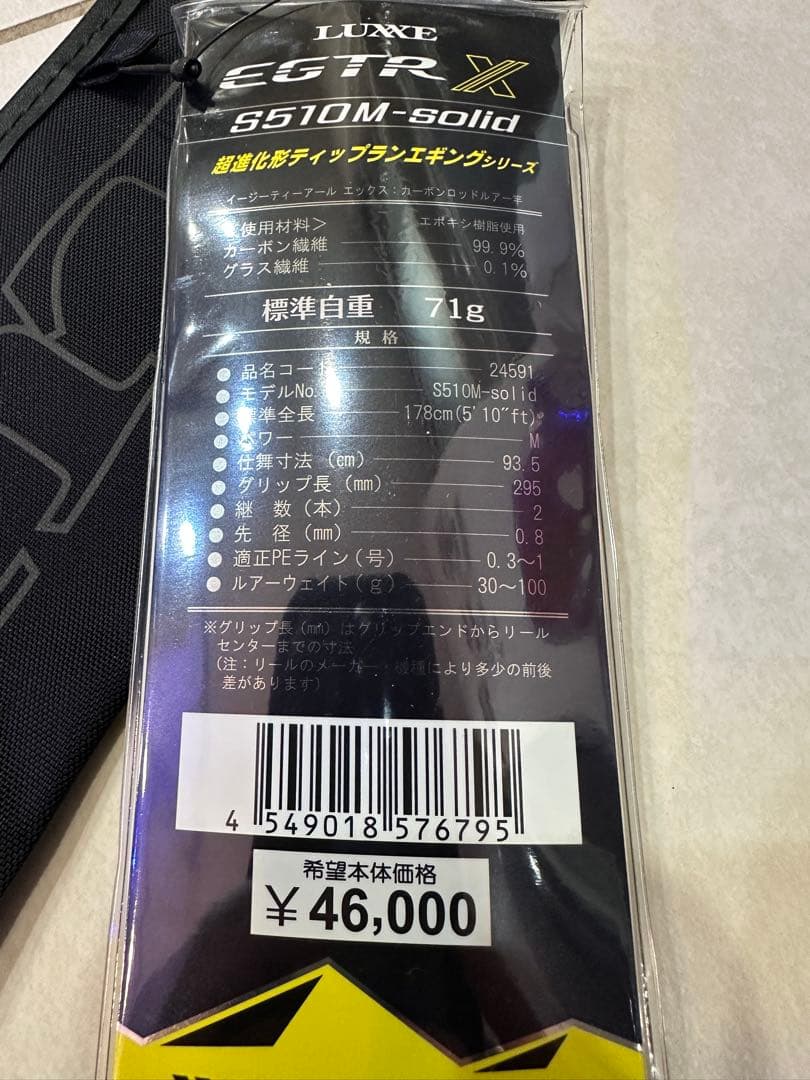 LUXXE
EGTR X
S510M-solid
超進化形ティップランエギングシリーズ
イージーティーアール エックス：カーボンロッドルアー竿
使用材料＞ エポキシ樹脂使用
カーボン繊維 99.9%
グラス繊維 0.1%
標準自重 71g
規格
● 品名コード 24591
● モデルNo. S510M-solid
● 標準全長 178cm(5'10"ft)
● パワー M
● 仕舞寸法 (cm) 93.5
● グリップ長 (mm) 295
● 継 数 (本) 2
● 先 径 (mm) 0.8
● 適正PEライン(号) 0.3～1
● ルアーウェイト(g) 30～100
※グリップ長(mm)はグリップエンドからリール
センターまでの寸法
(注：リールのメーカー・機種により多少の前後
差があります)
4 549018 576795
希望本体価格
¥ 46,000